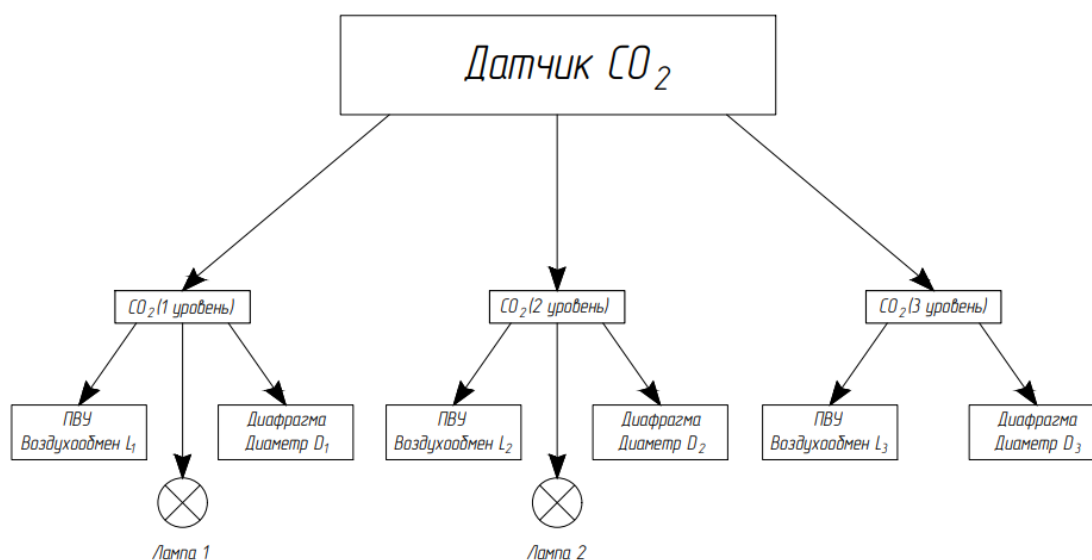 Датчик CO₂
CO₂(1 уровень)
CO₂(2 уровень)
CO₂(3 уровень)
ПВУ
Воздухообмен L₁
Диафрагма
Диаметр D₁
ПВУ
Воздухообмен L₂
Диафрагма
Диаметр D₂
ПВУ
Воздухообмен L₃
Диафрагма
Диаметр D₃
Лампа 1
Лампа 2